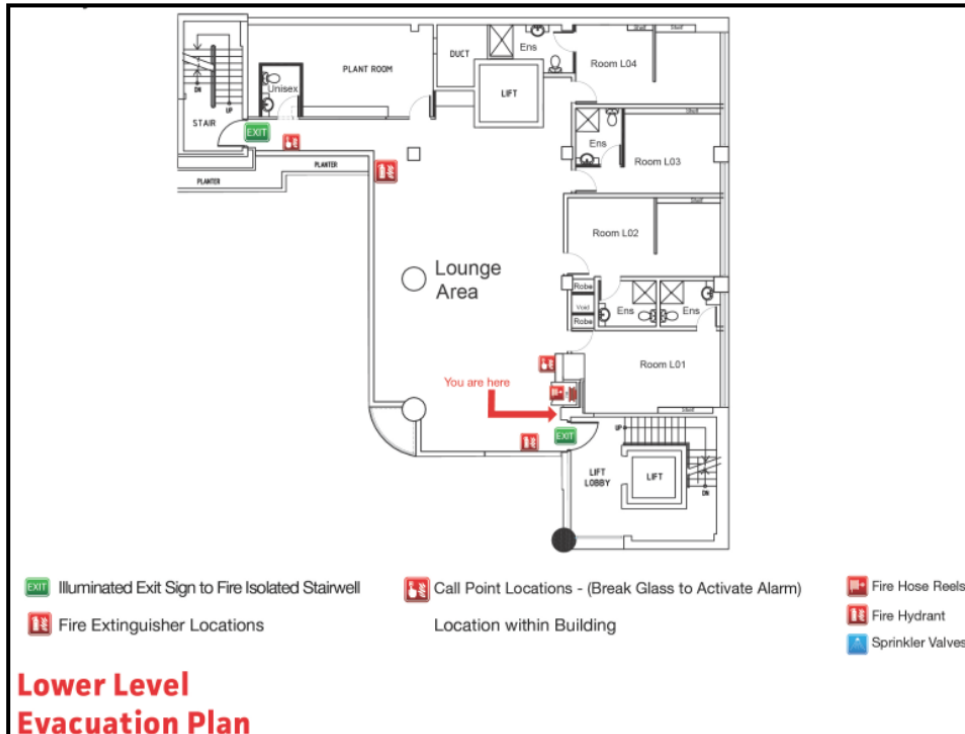 DUCT
Ens
Room L04
PLANT ROOM
Unisex
LIFT
UP
DN
STAIR
EXIT
Ens
Room L03
PLANTER
PLANTER
Shelf
Room L02
Lounge
Area
Robe
Void
Robe
Ens
Ens
Room L01
You are here
Shelf
EXIT
UP
LIFT
LOBBY
LIFT
DN
EXIT Illuminated Exit Sign to Fire Isolated Stairwell
Call Point Locations - (Break Glass to Activate Alarm)
Fire Hose Reels
Fire Extinguisher Locations
Location within Building
Fire Hydrant
Sprinkler Valves
Lower Level
Evacuation Plan